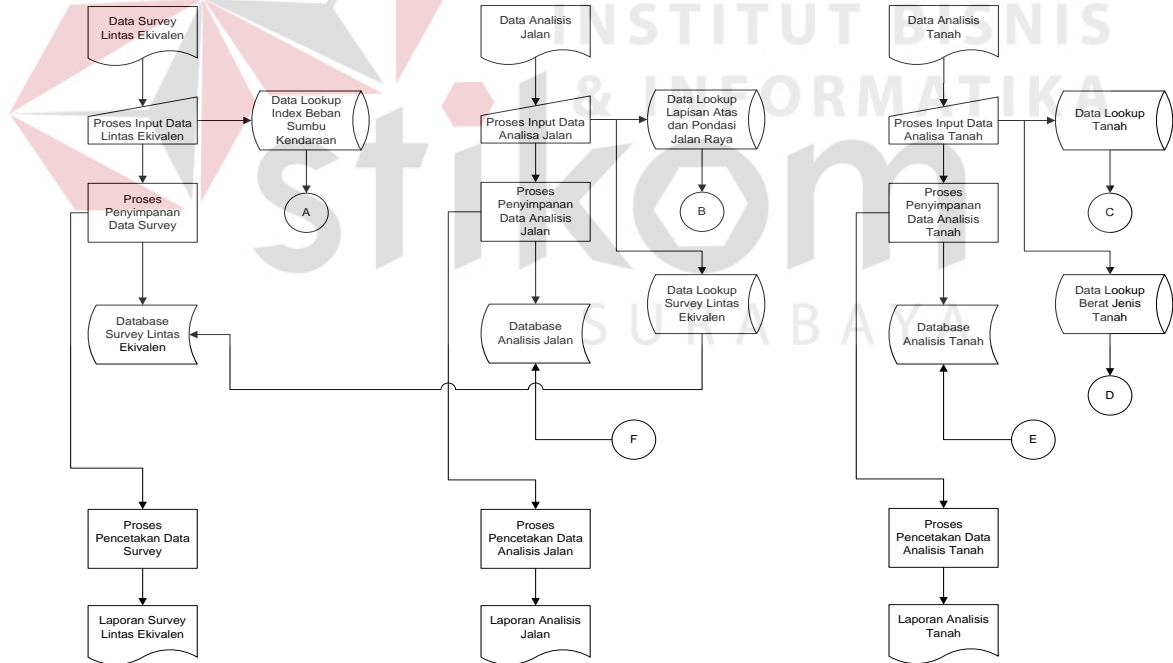 INSTITUT BISNIS
& INFORMATIKA
stikom
SURABAYA
Data Survey
Lintas Ekivalen
Proses Input Data
Lintas Ekivalen
Data Lookup
Index Beban
Sumbu
Kendaraan
A
Proses
Penyimpanan
Data Survey
Database
Survey Lintas
Ekivalen
Proses
Pencetakan Data
Survey
Laporan Survey
Lintas Ekivalen
Data Analisis
Jalan
Proses Input Data
Analisa Jalan
Data Lookup
Lapisan Atas
dan Pondasi
Jalan Raya
B
Proses
Penyimpanan
Data Analisis
Jalan
Data Lookup
Survey Lintas
Ekivalen
Database
Analisis Jalan
F
Proses
Pencetakan Data
Analisis Jalan
Laporan Analisis
Jalan
Data Analisis
Tanah
Proses Input Data
Analisa Tanah
Data Lookup
Tanah
C
Proses
Penyimpanan
Data Analisis
Tanah
Data Lookup
Berat Jenis
Tanah
D
Database
Analisis Tanah
E
Proses
Pencetakan Data
Analisis Tanah
Laporan Analisis
Tanah